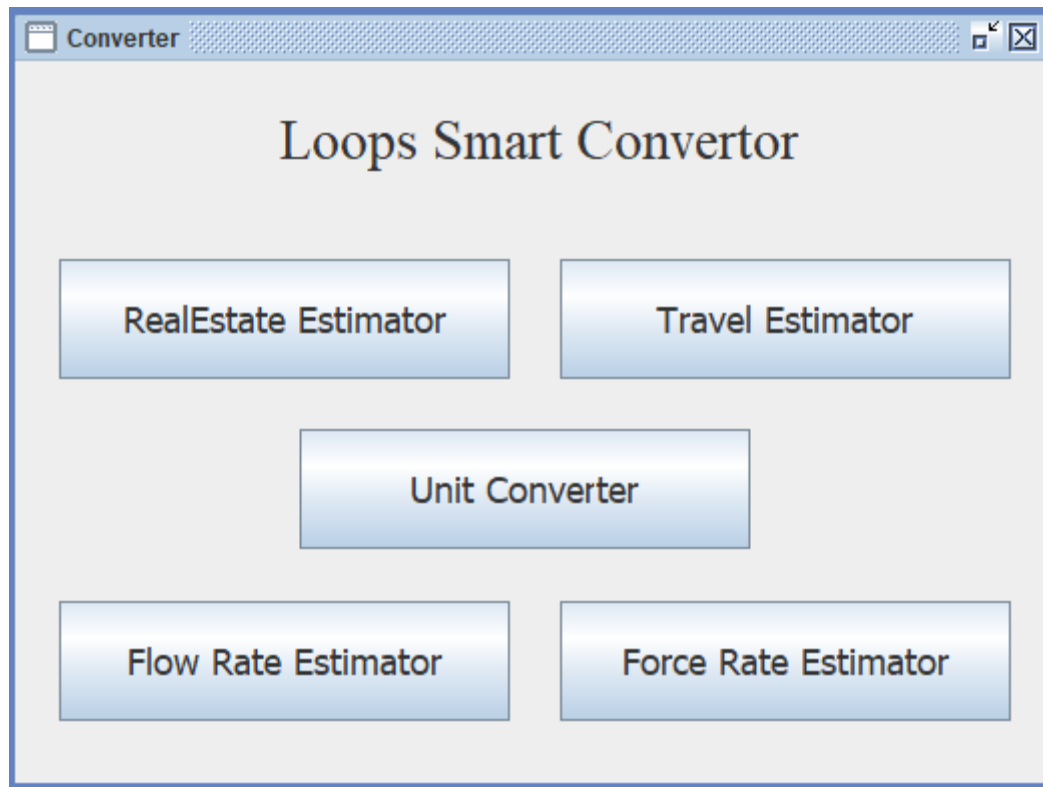 Converter
Loops Smart Convertor
RealEstate Estimator
Travel Estimator
Unit Converter
Flow Rate Estimator
Force Rate Estimator